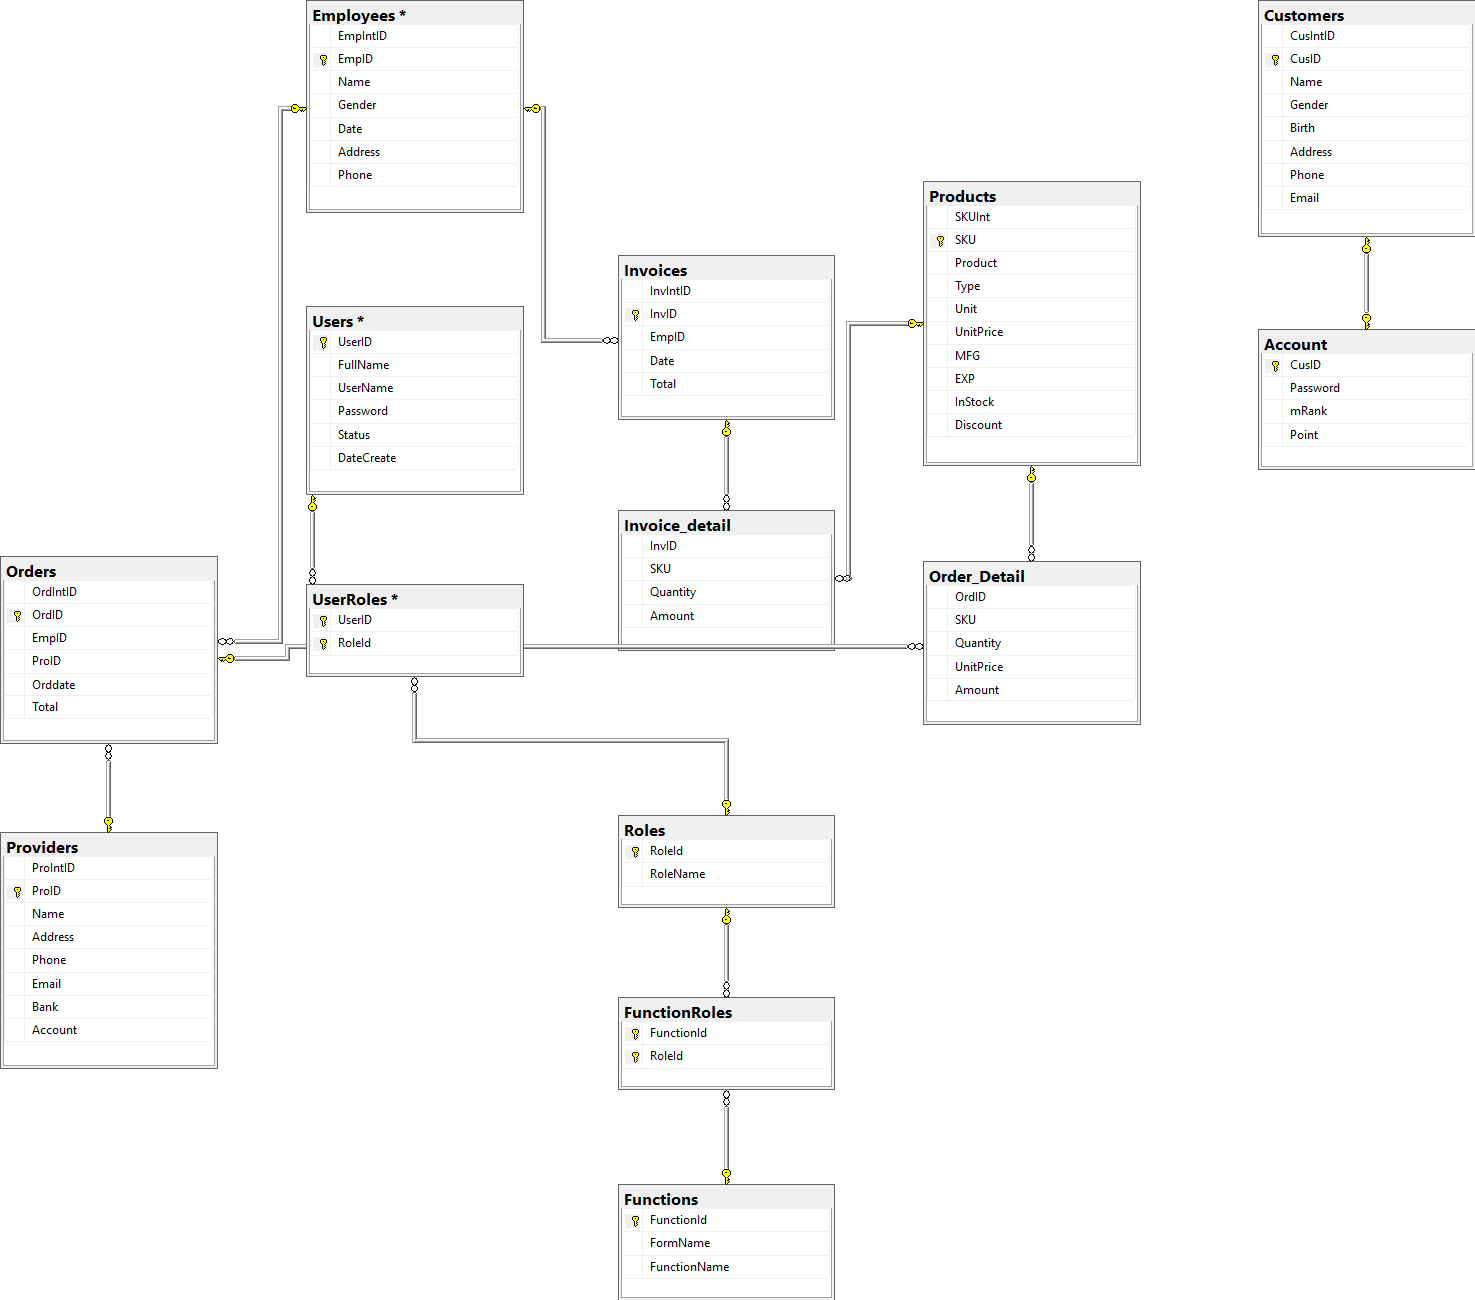 Employees *
EmpIntID
EmpID
Name
Gender
Date
Address
Phone
Customers
CusIntID
CusID
Name
Gender
Birth
Address
Phone
Email
Products
SKUInt
SKU
Product
Type
Unit
UnitPrice
MFG
EXP
InStock
Discount
Invoices
InvIntID
InvID
EmpID
Date
Total
Users *
UserID
FullName
UserName
Password
Status
DateCreate
Account
CusID
Password
mRank
Point
Invoice_detail
InvID
SKU
Quantity
Amount
Orders
OrdIntID
OrdID
EmpID
ProID
Orddate
Total
Order_Detail
OrdID
SKU
Quantity
UnitPrice
Amount
UserRoles *
UserID
RoleId
Roles
RoleId
RoleName
Providers
ProIntID
ProID
Name
Address
Phone
Email
Bank
Account
FunctionRoles
FunctionId
RoleId
Functions
FunctionId
FormName
FunctionName